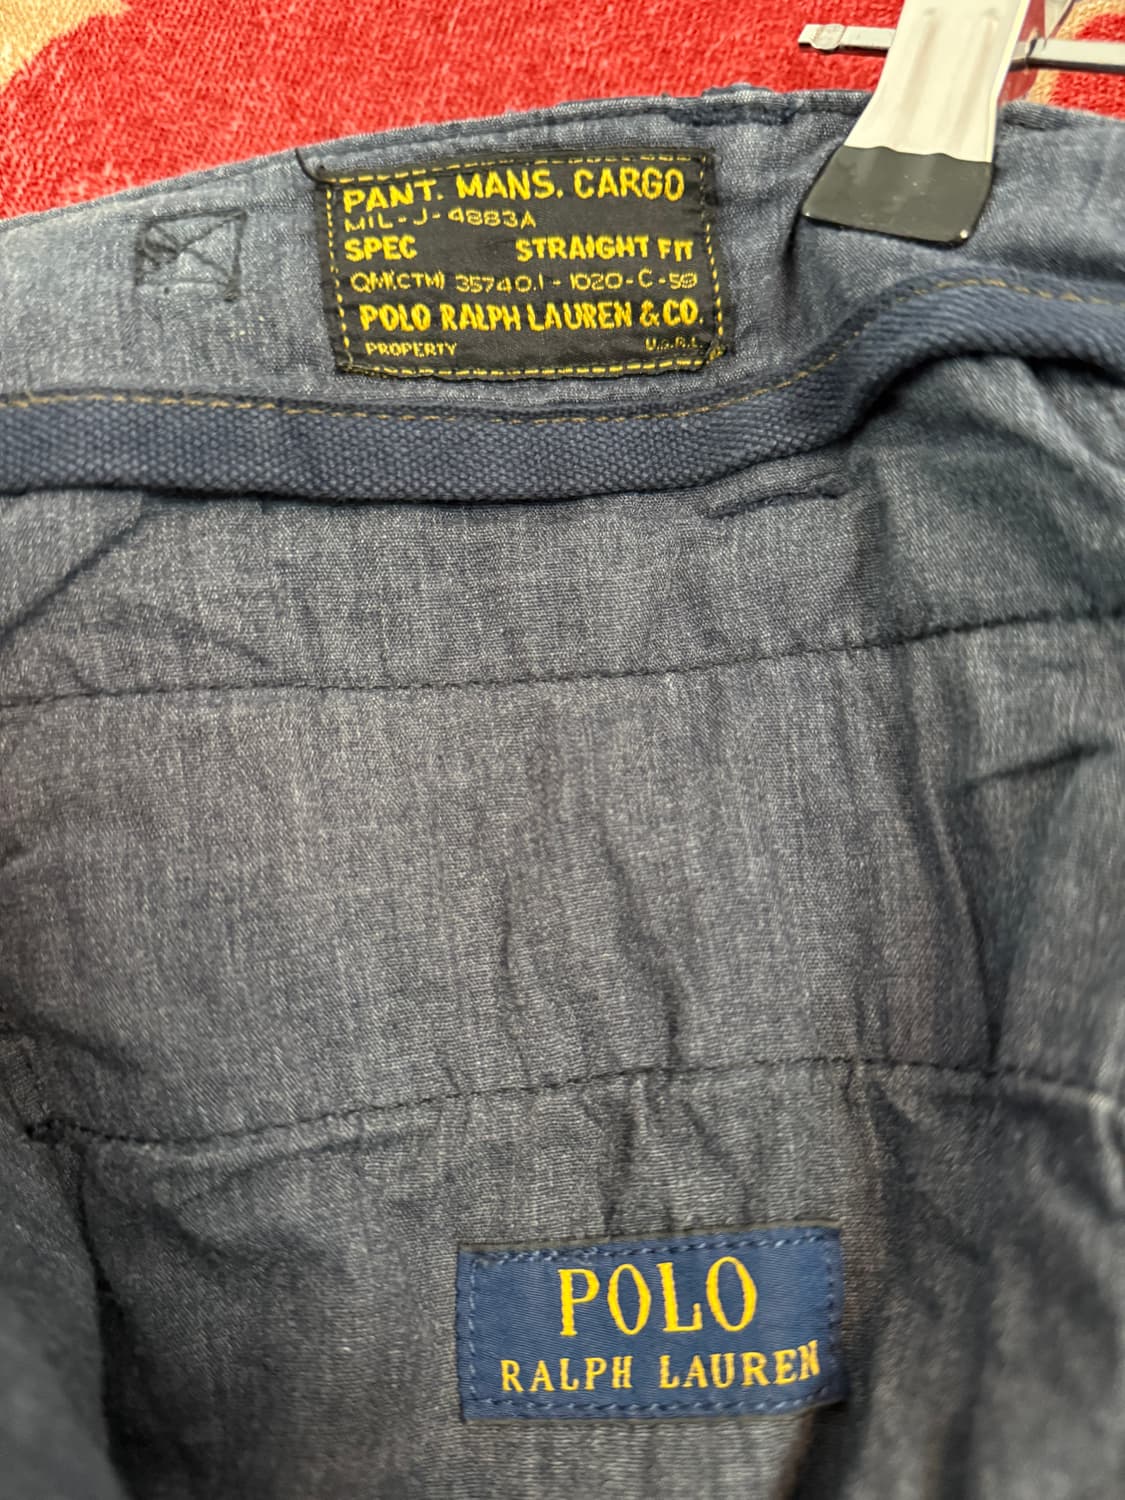 PANT. MANS. CARGO
MIL-J-4883A
SPEC STRAIGHT FIT
QM(CTM) 35740.1-1020-C-59
POLO RALPH LAUREN & CO.
PROPERTY U.S.R.L.
POLO
RALPH LAUREN